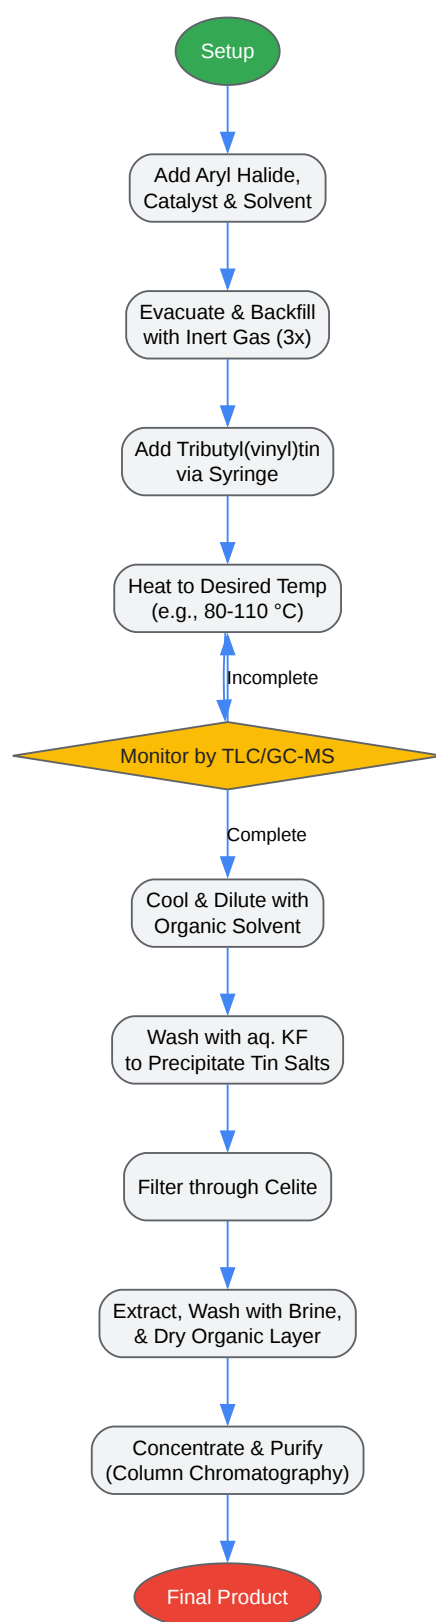 Setup
Add Aryl Halide,
Catalyst & Solvent
Evacuate & Backfill
with Inert Gas (3x)
Add Tributyl(vinyl)tin
via Syringe
Heat to Desired Temp
(e.g., 80-110 °C)
Incomplete
Monitor by TLC/GC-MS
Complete
Cool & Dilute with
Organic Solvent
Wash with aq. KF
to Precipitate Tin Salts
Filter through Celite
Extract, Wash with Brine,
& Dry Organic Layer
Concentrate & Purify
(Column Chromatography)
Final Product